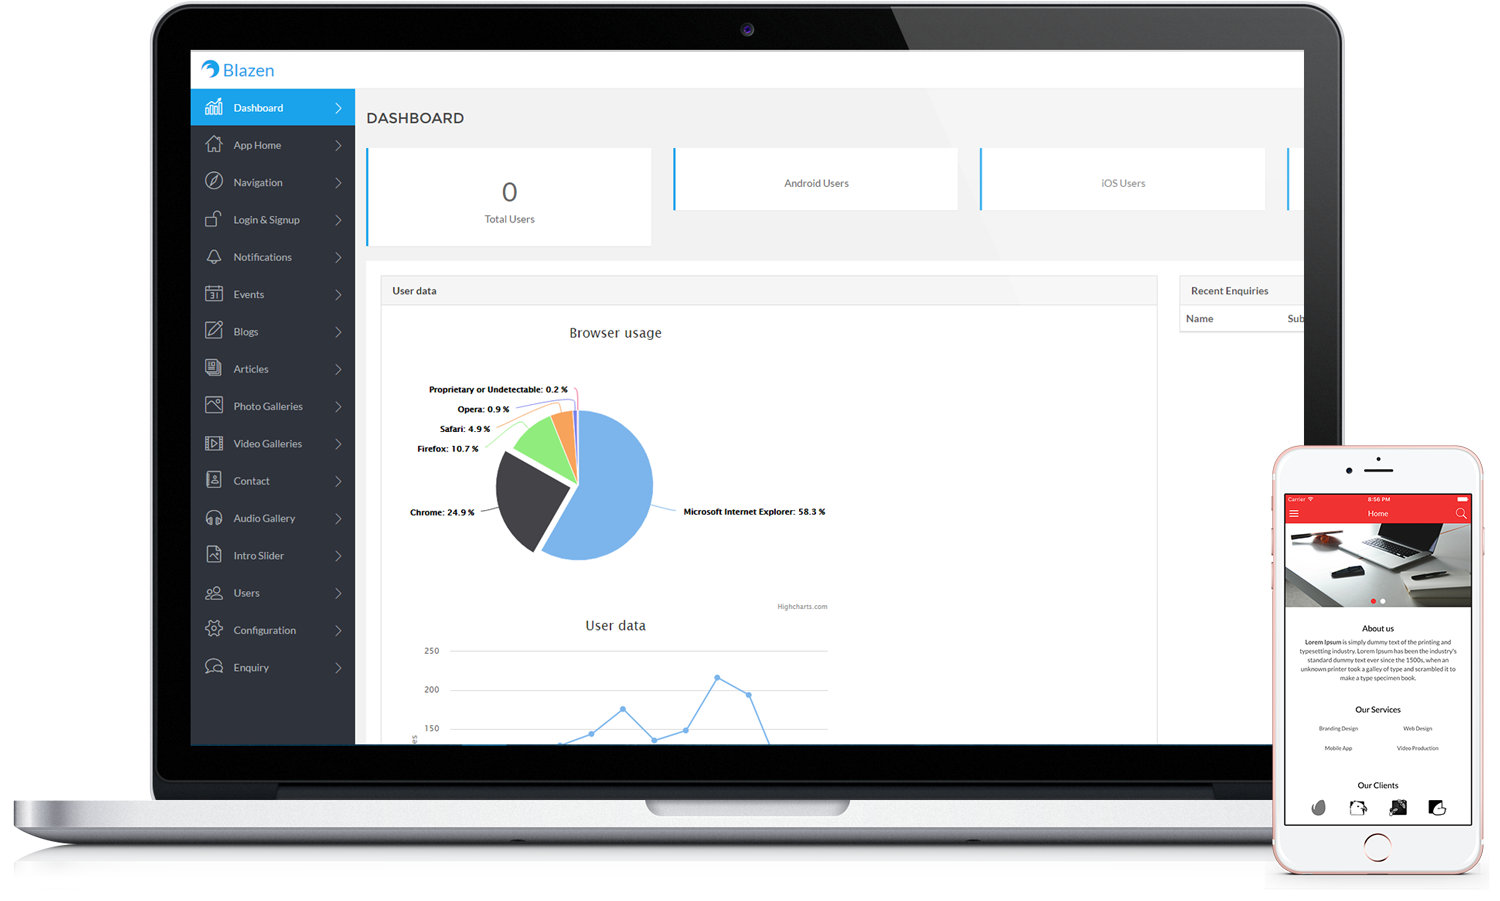 Blazen
Dashboard
App Home
Navigation
Login & Signup
Notifications
31
Events
Blogs
Articles
Photo Galleries
Video Galleries
Contact
Audio Gallery
Intro Slider
Users
Configuration
Enquiry
DASHBOARD
0
Total Users
Android Users
iOS Users
User data
Browser usage
Proprietary or Undetectable: 0.2 %
Opera: 0.9 %
Safari: 4.9 %
Firefox: 10.7 %
Chrome: 24.9 %
Microsoft Internet Explorer: 58.3 %
Highcharts.com
User data
250
200
150
es
Recent Enquiries
Name Sub
Carrier 8:56 PM
Home
About us
Lorem Ipsum is simply dummy text of the printing and
typesetting industry. Lorem Ipsum has been the industry's
standard dummy text ever since the 1500s, when an
unknown printer took a galley of type and scrambled it to
make a type specimen book.
Our Services
Branding Design Web Design
Mobile App Video Production
Our Clients